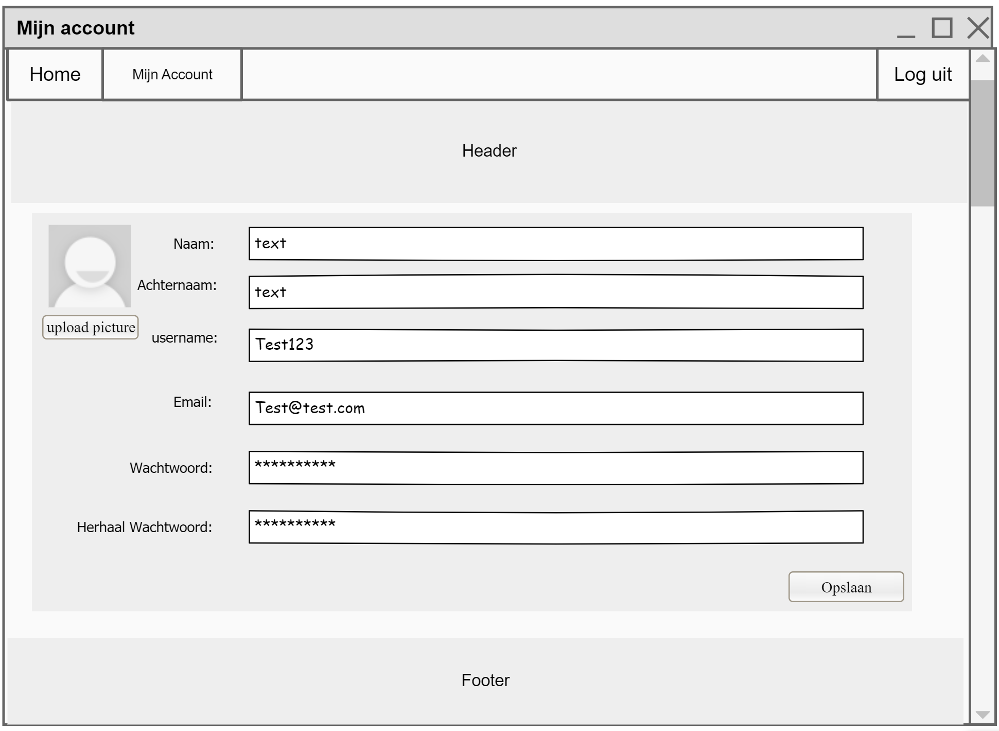 Mijn account
Home
Mijn Account
Log uit
Header
Naam:
text
Achternaam:
text
upload picture
username:
Test123
Email:
Test@test.com
Wachtwoord:
**********
Herhaal Wachtwoord:
**********
Opslaan
Footer